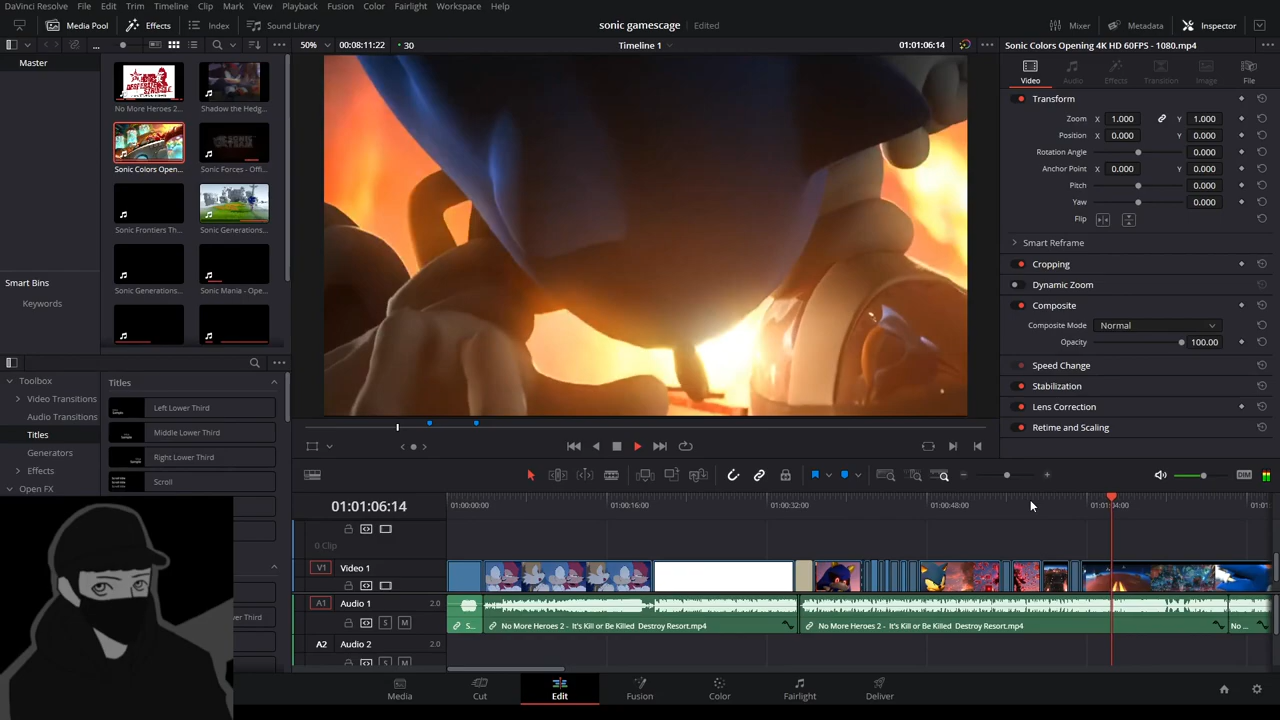 DaVinci Resolve File Edit Trim Timeline Clip Mark View Playback Fusion Color Fairlight Workspace Help
Media Pool Effects Index Sound Library sonic gamescage Edited Mixer Metadata Inspector
... 50% 00:08:11:22 30 Timeline 1 01:01:06:14 Sonic Colors Opening 4K HD 60FPS - 1080.mp4
Master
No More Heroes 2... Shadow the Hedg...
Sonic Colors Open... Sonic Forces - Offi...
Sonic Frontiers Th... Sonic Generations...
Sonic Generations... Sonic Mania - Ope...
Smart Bins
Keywords
Video Audio Effects Transition Image File
Transform
Zoom X 1.000 Y 1.000
Position X 0.000 Y 0.000
Rotation Angle 0.000
Anchor Point X 0.000 Y 0.000
Pitch 0.000
Yaw 0.000
Flip
Smart Reframe
Cropping
Dynamic Zoom
Composite
Composite Mode Normal
Opacity 100.00
Speed Change
Stabilization
Lens Correction
Retime and Scaling
Toolbox
Video Transitions
Audio Transitions
Titles
Generators
Effects
Open FX
Titles
Left Lower Third
Middle Lower Third
Right Lower Third
Scroll
DIM
01:01:06:14 01:00:00:00 01:00:16:00 01:00:32:00 01:00:48:00 01:01:04:00
0 Clip
V1 Video 1
A1 Audio 1 2.0
S M
S... No More Heroes 2 - It's Kill or Be Killed Destroy Resort.mp4 No More Heroes 2 - It's Kill or Be Killed Destroy Resort.mp4 No ...
A2 Audio 2 2.0
S M
Media Cut Edit Fusion Color Fairlight Deliver